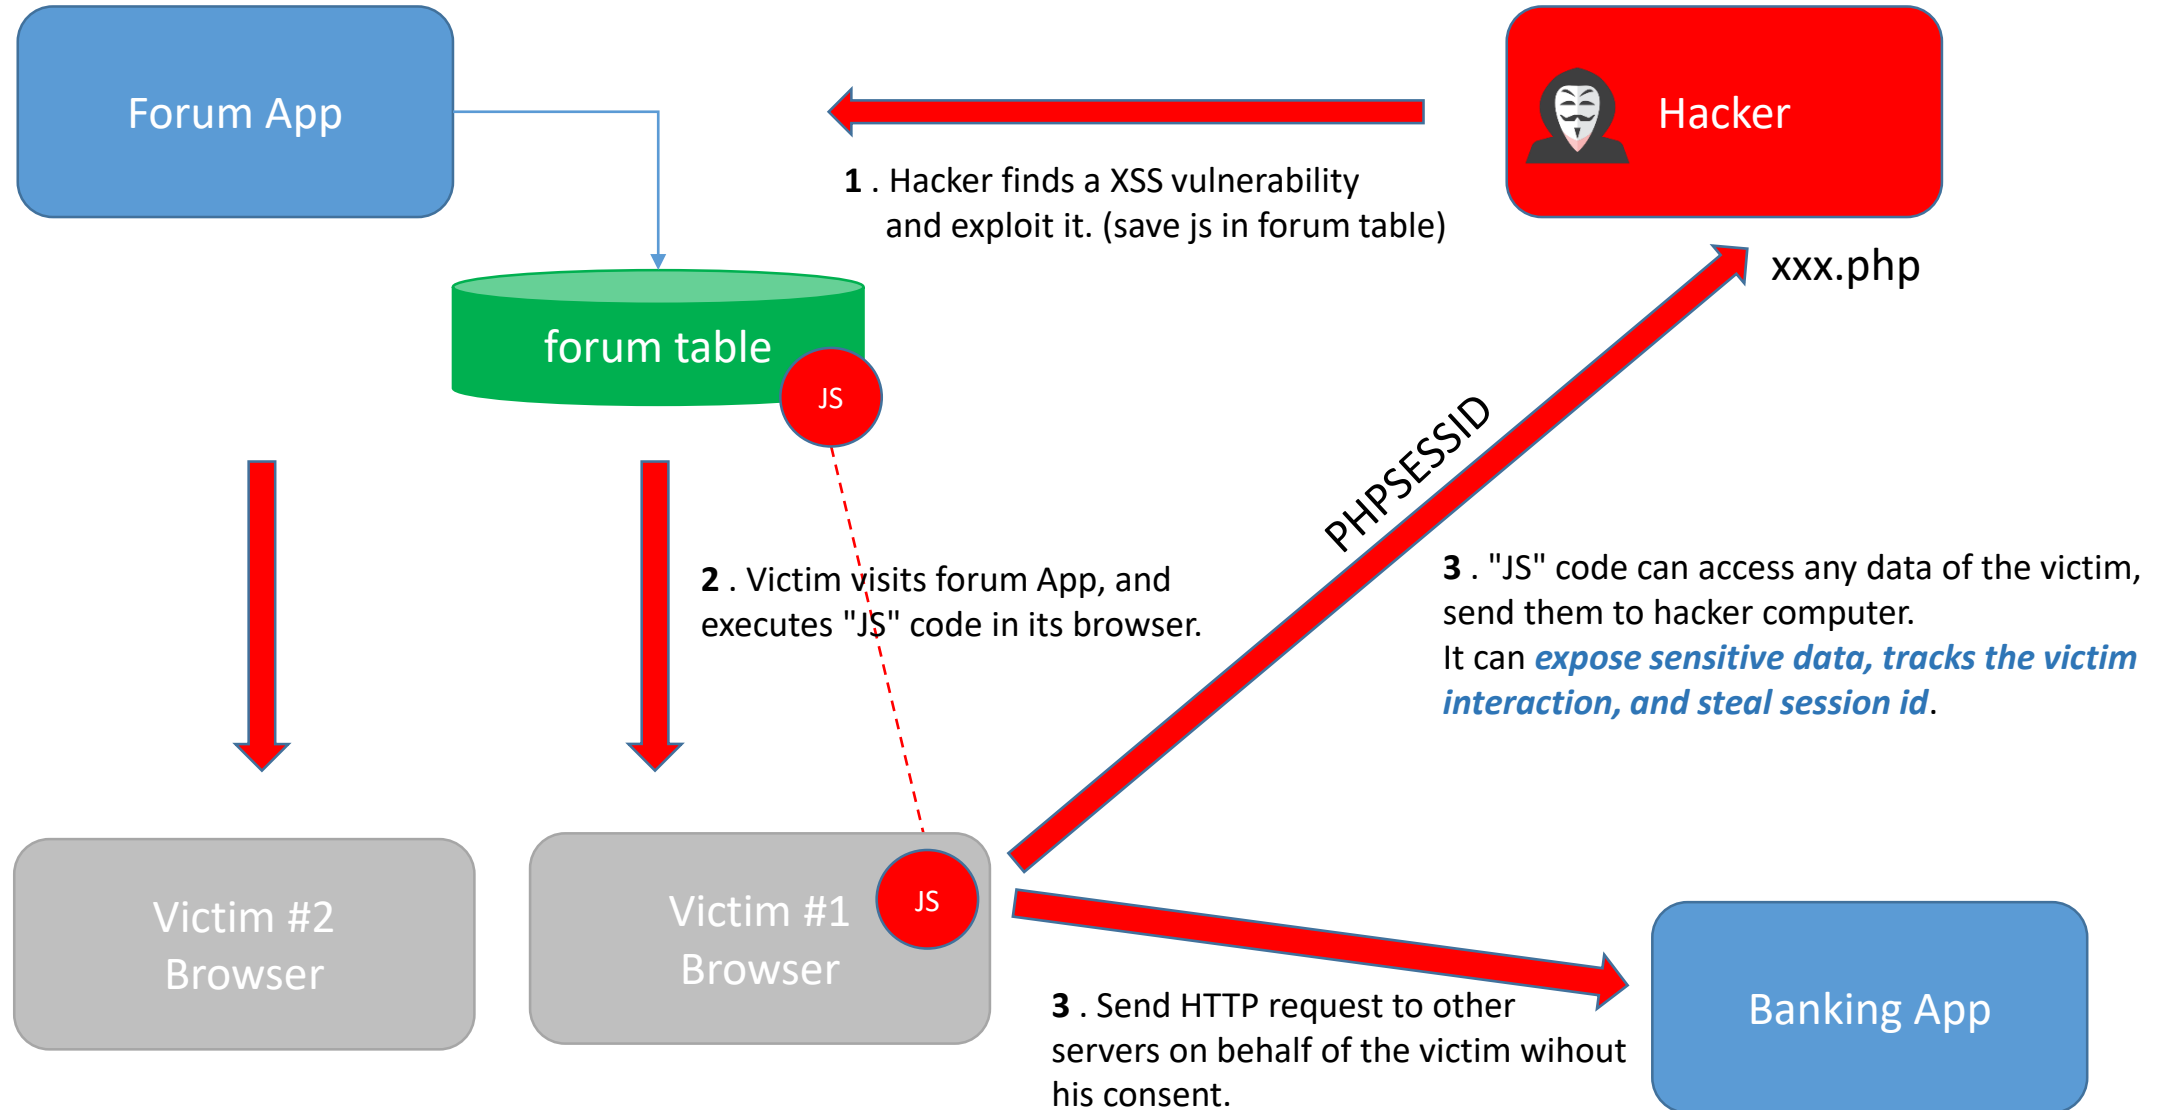 Forum App
Hacker
1 . Hacker finds a XSS vulnerability
and exploit it. (save js in forum table)
xxx.php
forum table
JS
PHPSESSID
2 . Victim visits forum App, and
executes "JS" code in its browser.
3 . "JS" code can access any data of the victim,
send them to hacker computer.
It can expose sensitive data, tracks the victim
interaction, and steal session id.
Victim #2
Browser
Victim #1
Browser
JS
3 . Send HTTP request to other
servers on behalf of the victim wihout
his consent.
Banking App